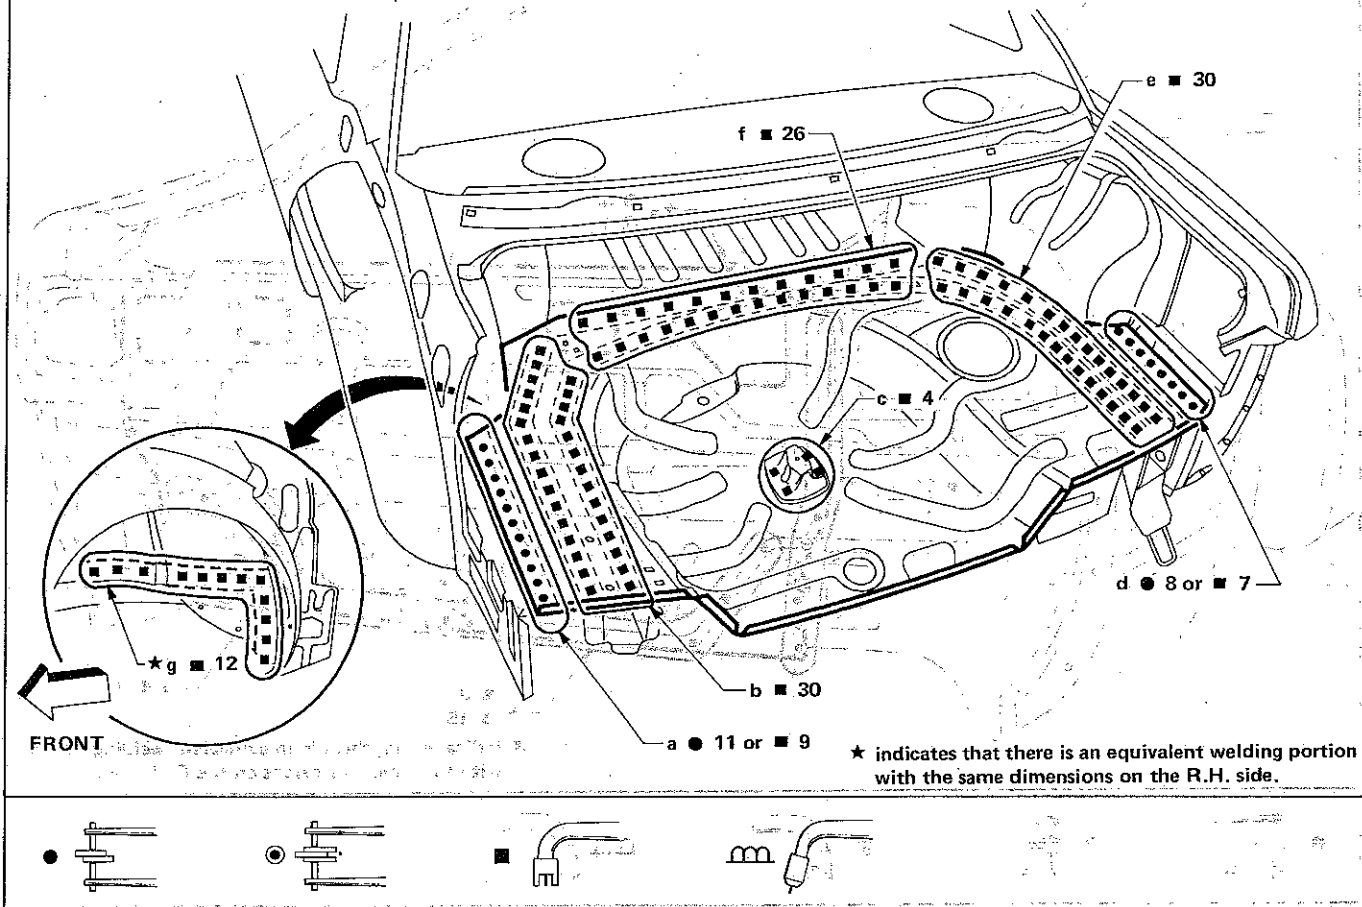 e ■ 30
f ■ 26
c ■ 4
d ● 8 or ■ 7
★ g ■ 12
b ■ 30
FRONT
a ● 11 or ■ 9
★ indicates that there is an equivalent welding portion
with the same dimensions on the R.H. side.